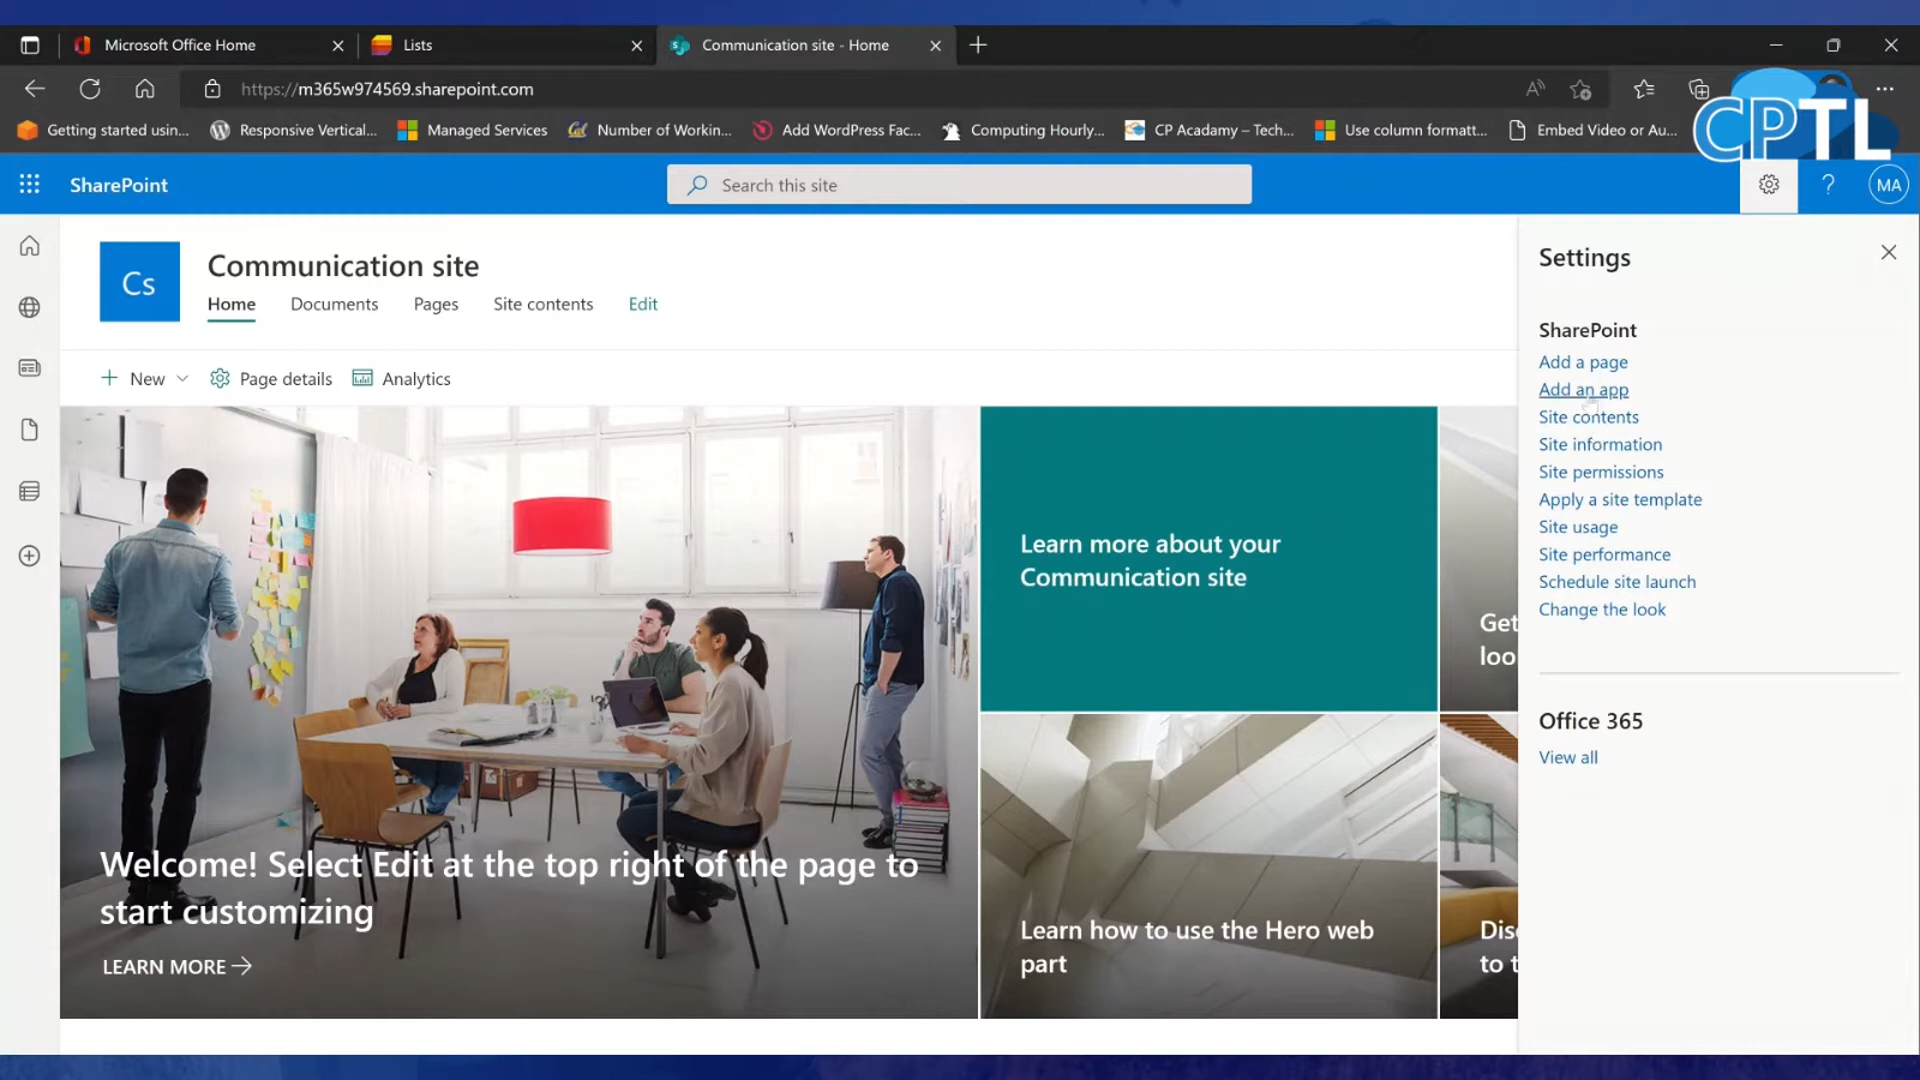 Microsoft Office Home
Lists
Communication site - Home
https://m365w974569.sharepoint.com
Getting started usin...
Responsive Vertical...
Managed Services
Number of Workin...
Add WordPress Fac...
Computing Hourly...
CP Acadamy – Tech...
Use column formatt...
Embed Video or Au...
CPTL
SharePoint
Search this site
?
MA
Cs
Communication site
Home
Documents
Pages
Site contents
Edit
New
Page details
Analytics
Welcome! Select Edit at the top right of the page to
start customizing
LEARN MORE
Learn more about your
Communication site
Learn how to use the Hero web
part
Get
loo
Dis
to t
Settings
SharePoint
Add a page
Add an app
Site contents
Site information
Site permissions
Apply a site template
Site usage
Site performance
Schedule site launch
Change the look
Office 365
View all